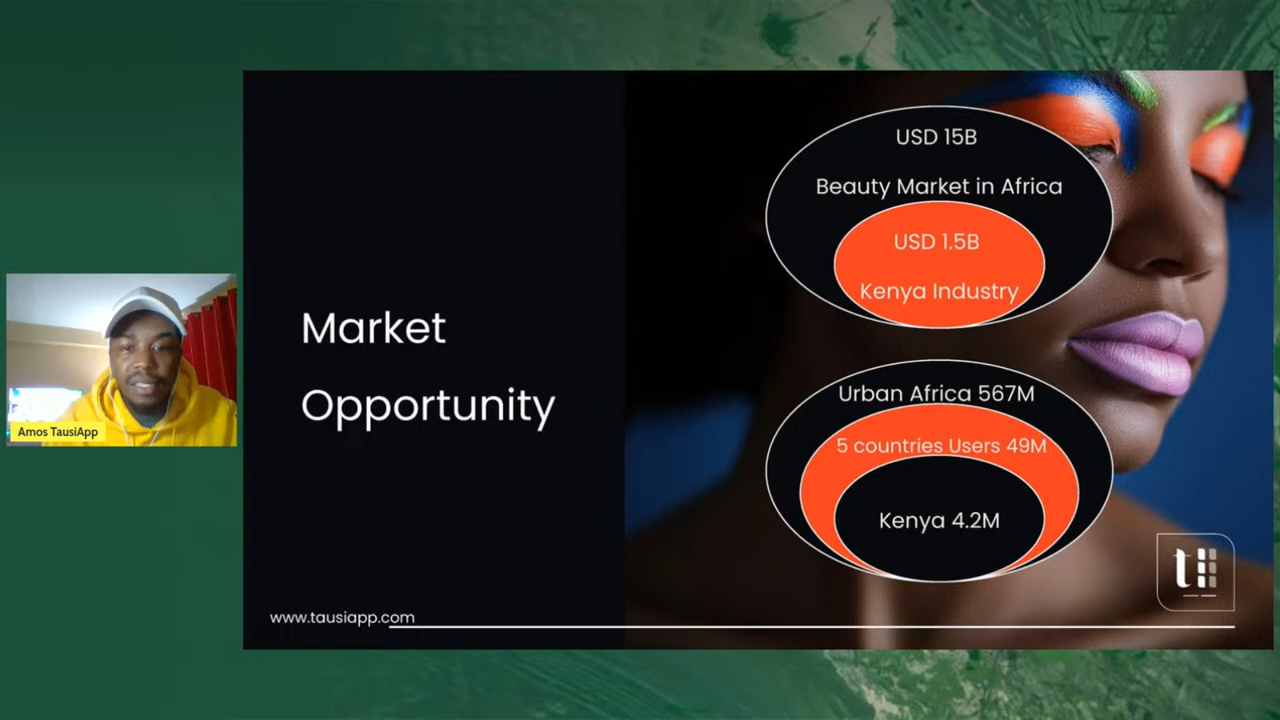 Amos TausiApp
Market
Opportunity
www.tausiapp.com
USD 15B
Beauty Market in Africa
USD 1.5B
Kenya Industry
Urban Africa 567M
5 countries Users 49M
Kenya 4.2M
t